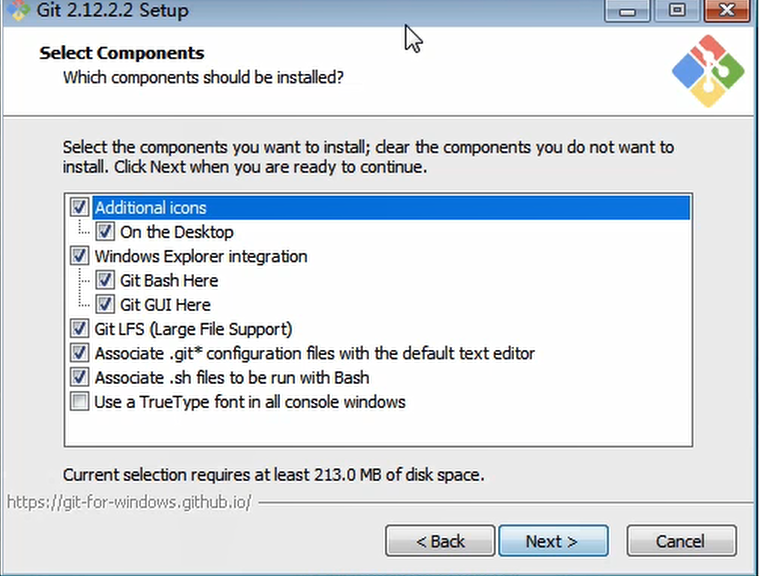 Git 2.12.2.2 Setup
Select Components
Which components should be installed?
Select the components you want to install; clear the components you do not want to
install. Click Next when you are ready to continue.
Additional icons
On the Desktop
Windows Explorer integration
Git Bash Here
Git GUI Here
Git LFS (Large File Support)
Associate .git* configuration files with the default text editor
Associate .sh files to be run with Bash
Use a TrueType font in all console windows
Current selection requires at least 213.0 MB of disk space.
https://git-for-windows.github.io/
< Back Next > Cancel